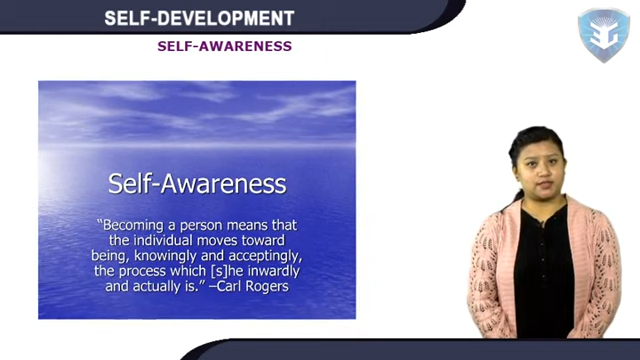 SELF-DEVELOPMENT
SELF-AWARENESS
Self-Awareness
“Becoming a person means that
the individual moves toward
being, knowingly and acceptingly,
the process which [s]he inwardly
and actually is.” –Carl Rogers